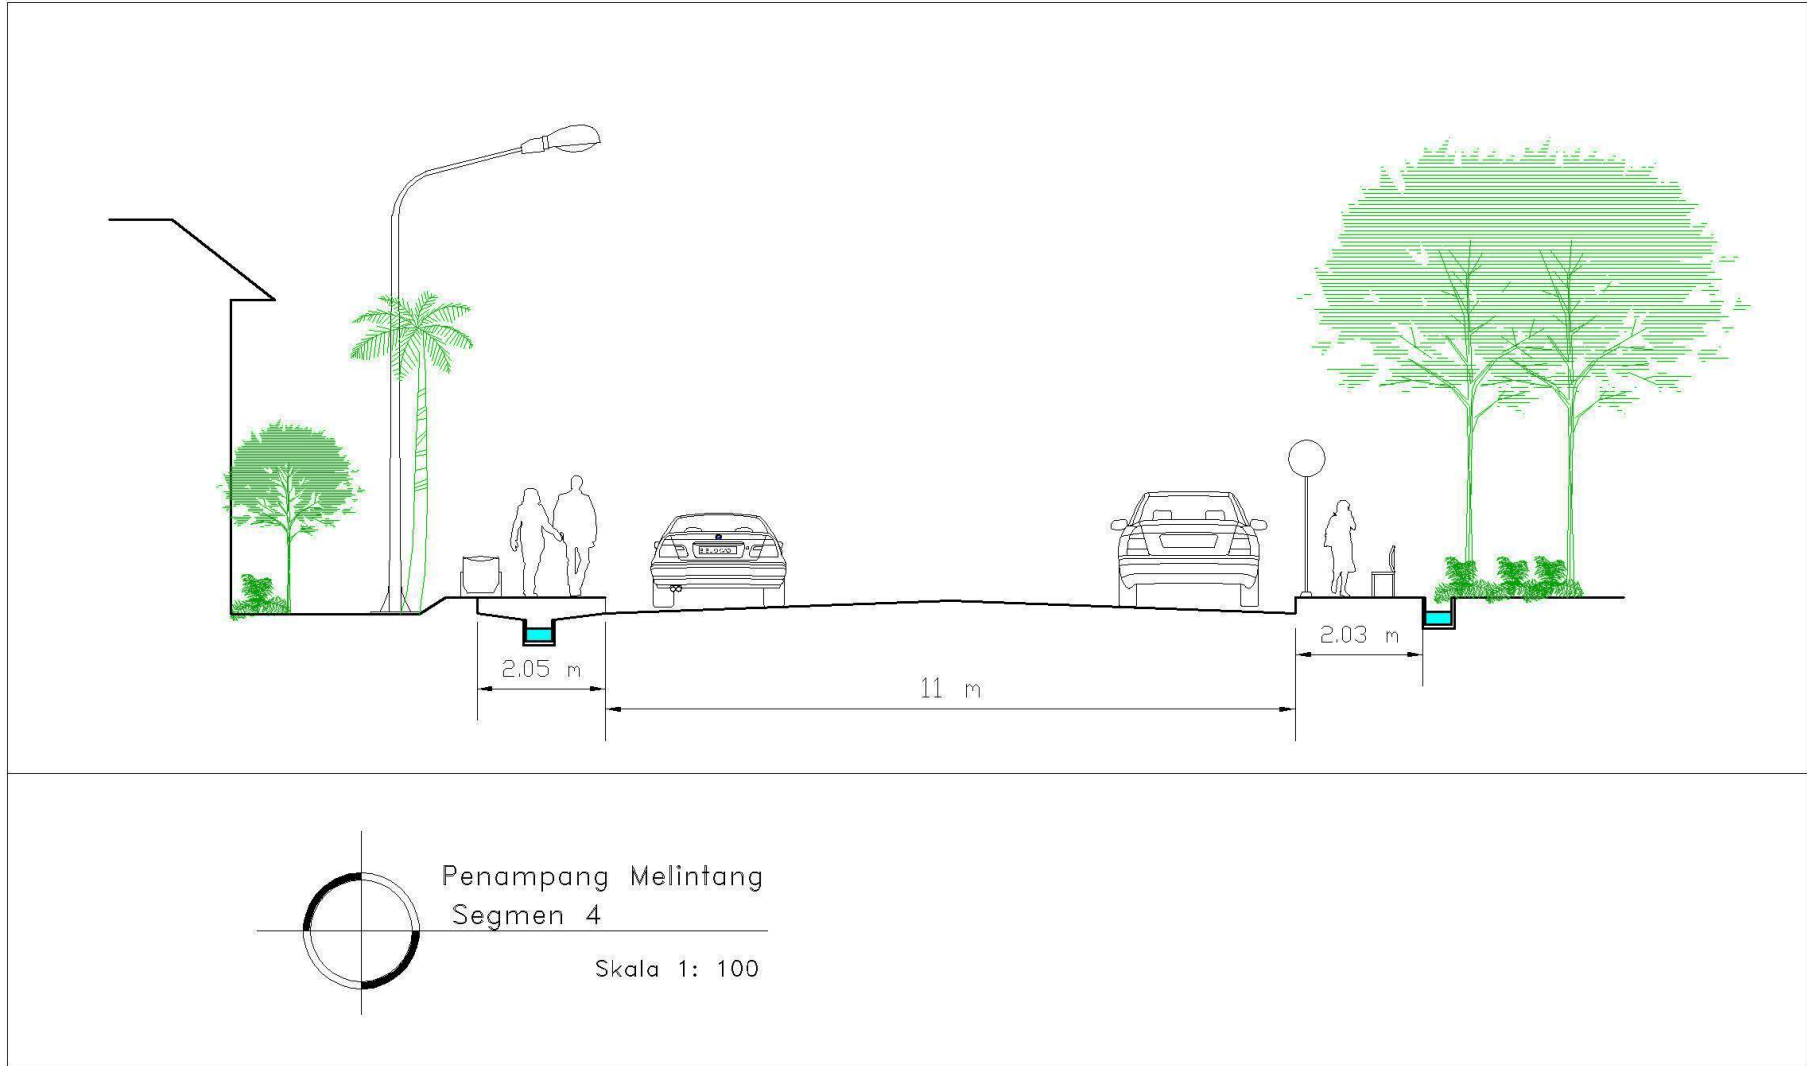 2.03 m
2.05 m
11 m
Penampang Melintang
Segmen 4
Skala 1: 100